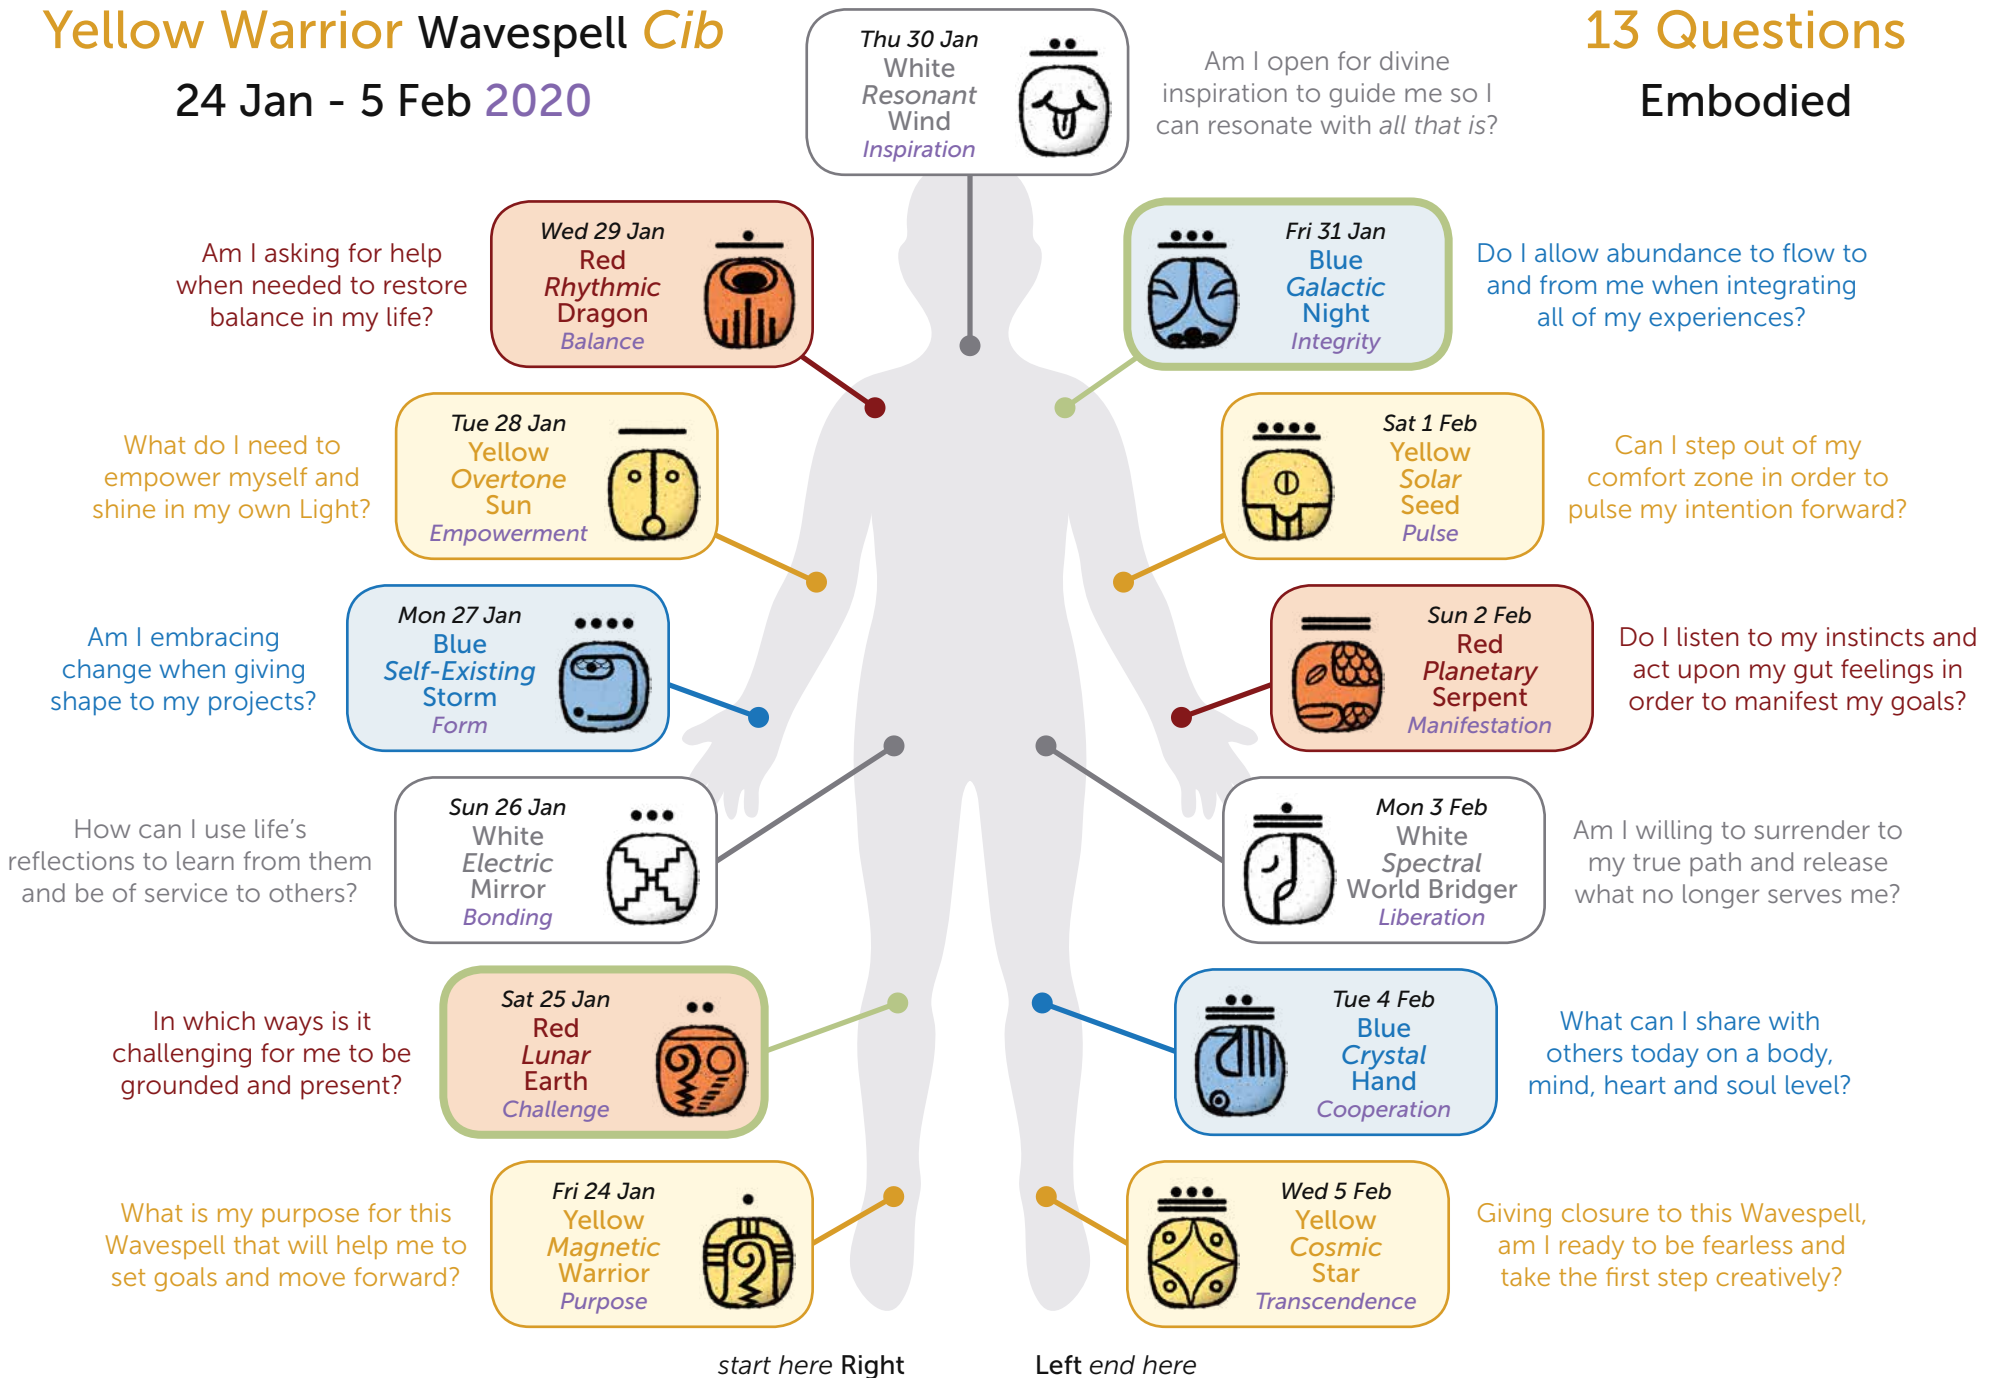 Yellow Warrior Wavespell Cib
24 Jan - 5 Feb 2020
13 Questions
Embodied
Thu 30 Jan
White
Resonant
Wind
Inspiration
Am I open for divine
inspiration to guide me so I
can resonate with all that is?
Am I asking for help
when needed to restore
balance in my life?
Wed 29 Jan
Red
Rhythmic
Dragon
Balance
Fri 31 Jan
Blue
Galactic
Night
Integrity
Do I allow abundance to flow to
and from me when integrating
all of my experiences?
What do I need to
empower myself and
shine in my own Light?
Tue 28 Jan
Yellow
Overtone
Sun
Empowerment
Sat 1 Feb
Yellow
Solar
Seed
Pulse
Can I step out of my
comfort zone in order to
pulse my intention forward?
Am I embracing
change when giving
shape to my projects?
Mon 27 Jan
Blue
Self-Existing
Storm
Form
Sun 2 Feb
Red
Planetary
Serpent
Manifestation
Do I listen to my instincts and
act upon my gut feelings in
order to manifest my goals?
How can I use life’s
reflections to learn from them
and be of service to others?
Sun 26 Jan
White
Electric
Mirror
Bonding
Mon 3 Feb
White
Spectral
World Bridger
Liberation
Am I willing to surrender to
my true path and release
what no longer serves me?
In which ways is it
challenging for me to be
grounded and present?
Sat 25 Jan
Red
Lunar
Earth
Challenge
Tue 4 Feb
Blue
Crystal
Hand
Cooperation
What can I share with
others today on a body,
mind, heart and soul level?
What is my purpose for this
Wavespell that will help me to
set goals and move forward?
Fri 24 Jan
Yellow
Magnetic
Warrior
Purpose
Wed 5 Feb
Yellow
Cosmic
Star
Transcendence
Giving closure to this Wavespell,
am I ready to be fearless and
take the first step creatively?
start here Right
Left end here